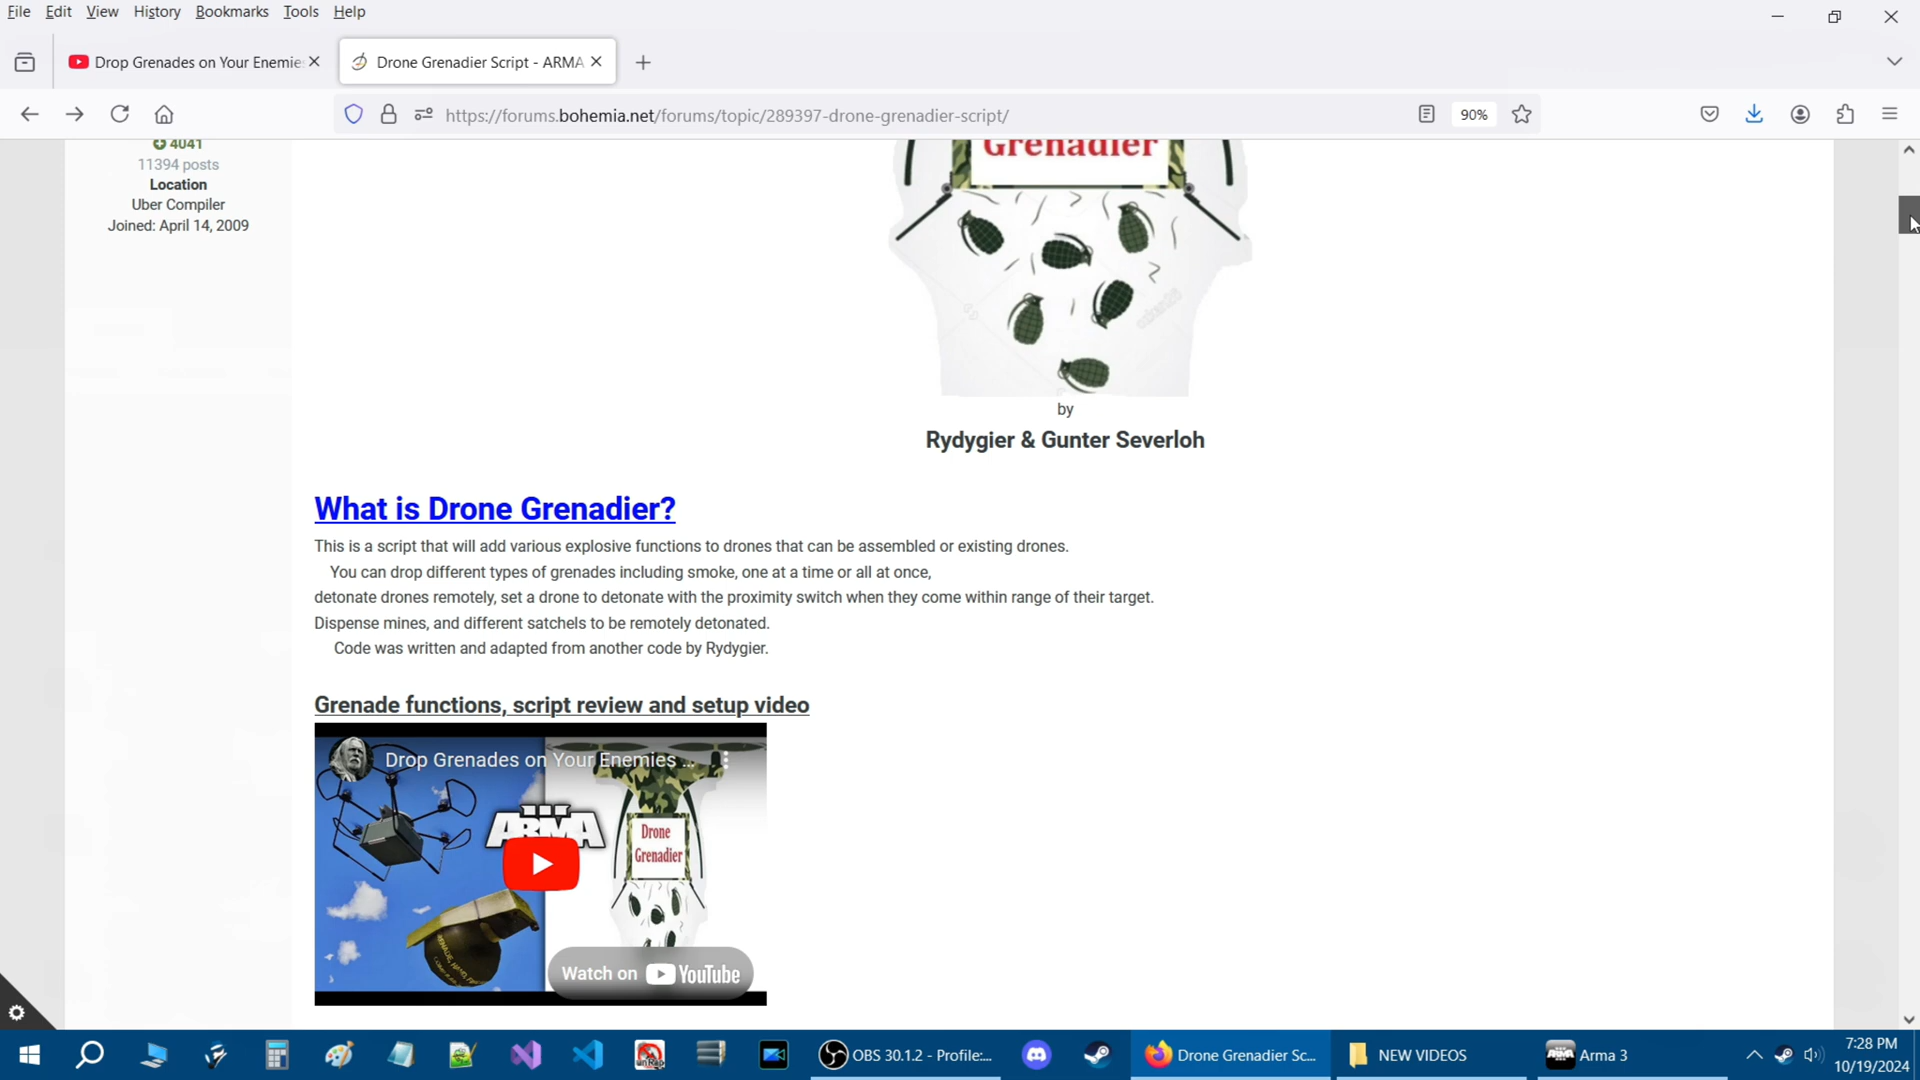 File Edit View History Bookmarks Tools Help
Drop Grenades on Your Enemie
Drone Grenadier Script - ARMA
https://forums.bohemia.net/forums/topic/289397-drone-grenadier-script/
90%
4041
11394 posts
Location
Uber Compiler
Joined: April 14, 2009
Grenadier
by
Rydygier & Gunter Severloh
What is Drone Grenadier?
This is a script that will add various explosive functions to drones that can be assembled or existing drones.
You can drop different types of grenades including smoke, one at a time or all at once,
detonate drones remotely, set a drone to detonate with the proximity switch when they come within range of their target.
Dispense mines, and different satchels to be remotely detonated.
Code was written and adapted from another code by Rydygier.
Grenade functions, script review and setup video
Drop Grenades on Your Enemies ...
ARMA
Drone
Grenadier
Watch on YouTube
OBS 30.1.2 - Profile:...
Drone Grenadier Sc...
NEW VIDEOS
Arma 3
7:28 PM
10/19/2024